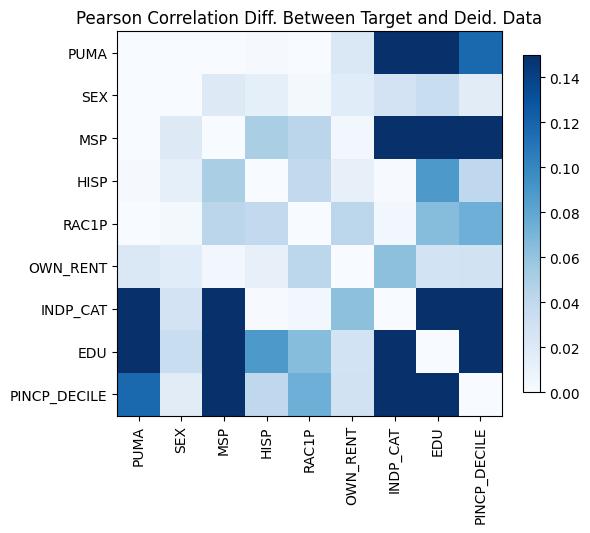 Pearson Correlation Diff. Between Target and Deid. Data
PUMA
SEX
MSP
HISP
RAC1P
OWN_RENT
INDP_CAT
EDU
PINCP_DECILE
PUMA
SEX
MSP
HISP
RAC1P
OWN_RENT
INDP_CAT
EDU
PINCP_DECILE
0.14
0.12
0.10
0.08
0.06
0.04
0.02
0.00